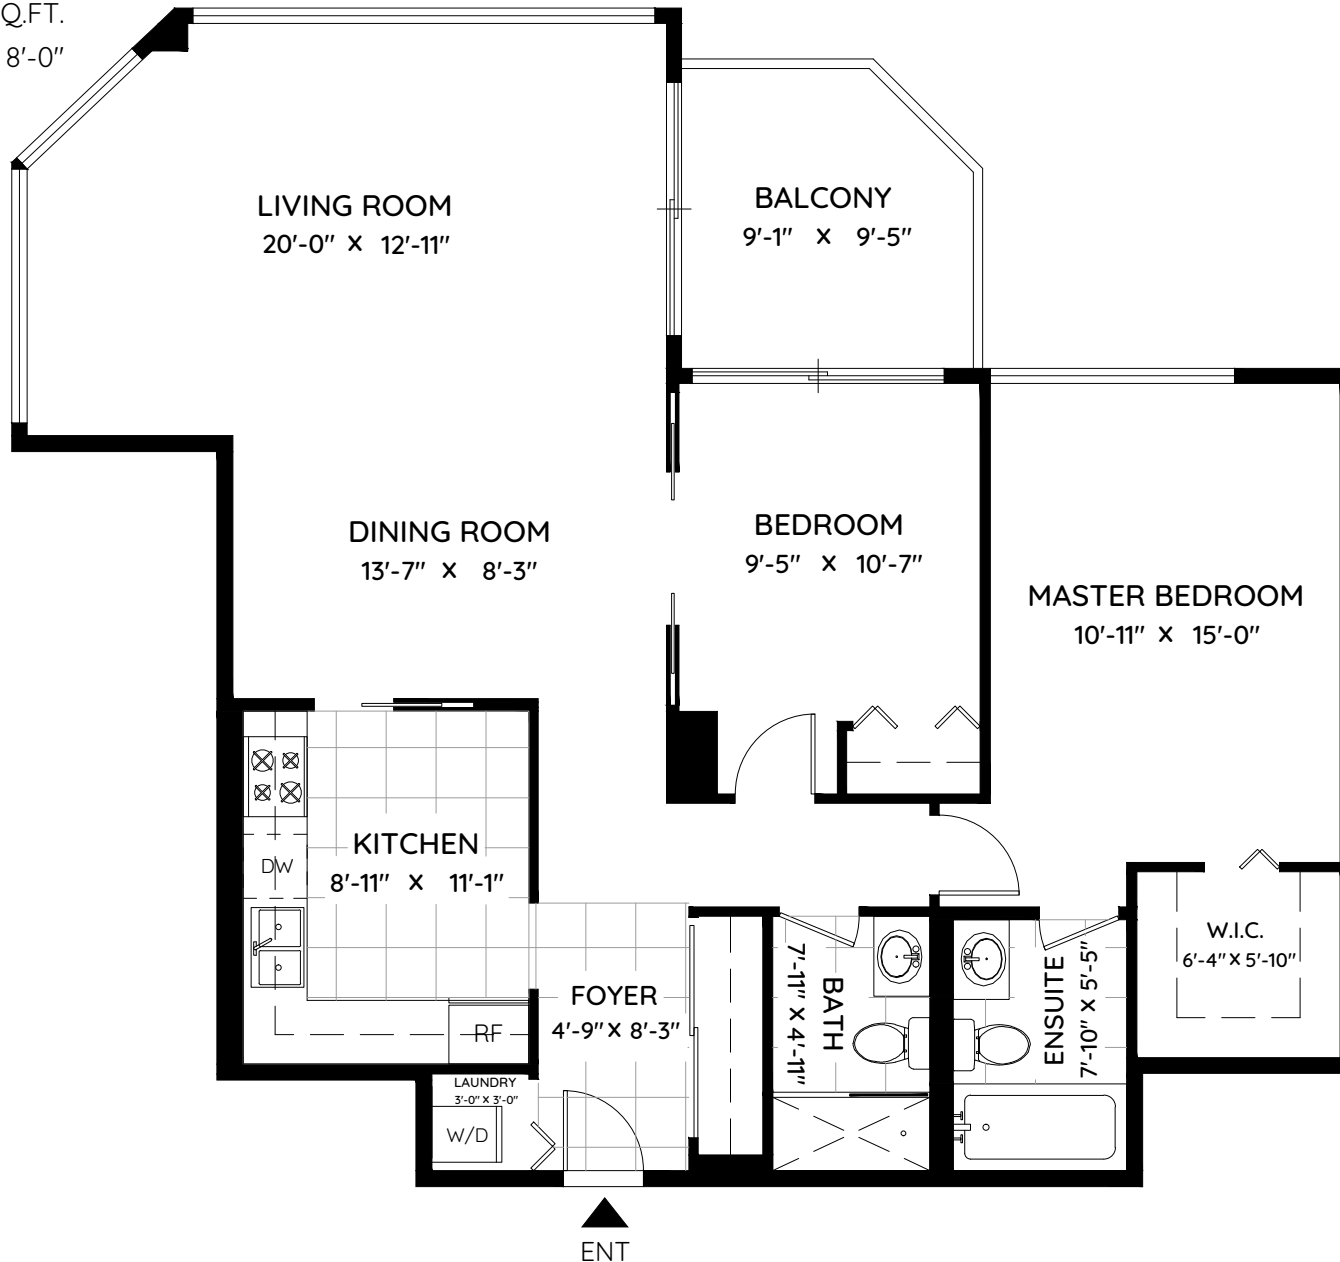 Q.FT.
8'-0"
LIVING ROOM
20'-0" X 12'-11"
BALCONY
9'-1" X 9'-5"
DINING ROOM
13'-7" X 8'-3"
BEDROOM
9'-5" X 10'-7"
MASTER BEDROOM
10'-11" X 15'-0"
KITCHEN
8'-11" X 11'-1"
DW
RF
FOYER
4'-9" X 8'-3"
BATH
7'-11" X 4'-11"
ENSUITE
7'-10" X 5'-5"
W.I.C.
6'-4" X 5'-10"
LAUNDRY
3'-0" X 3'-0"
W/D
ENT